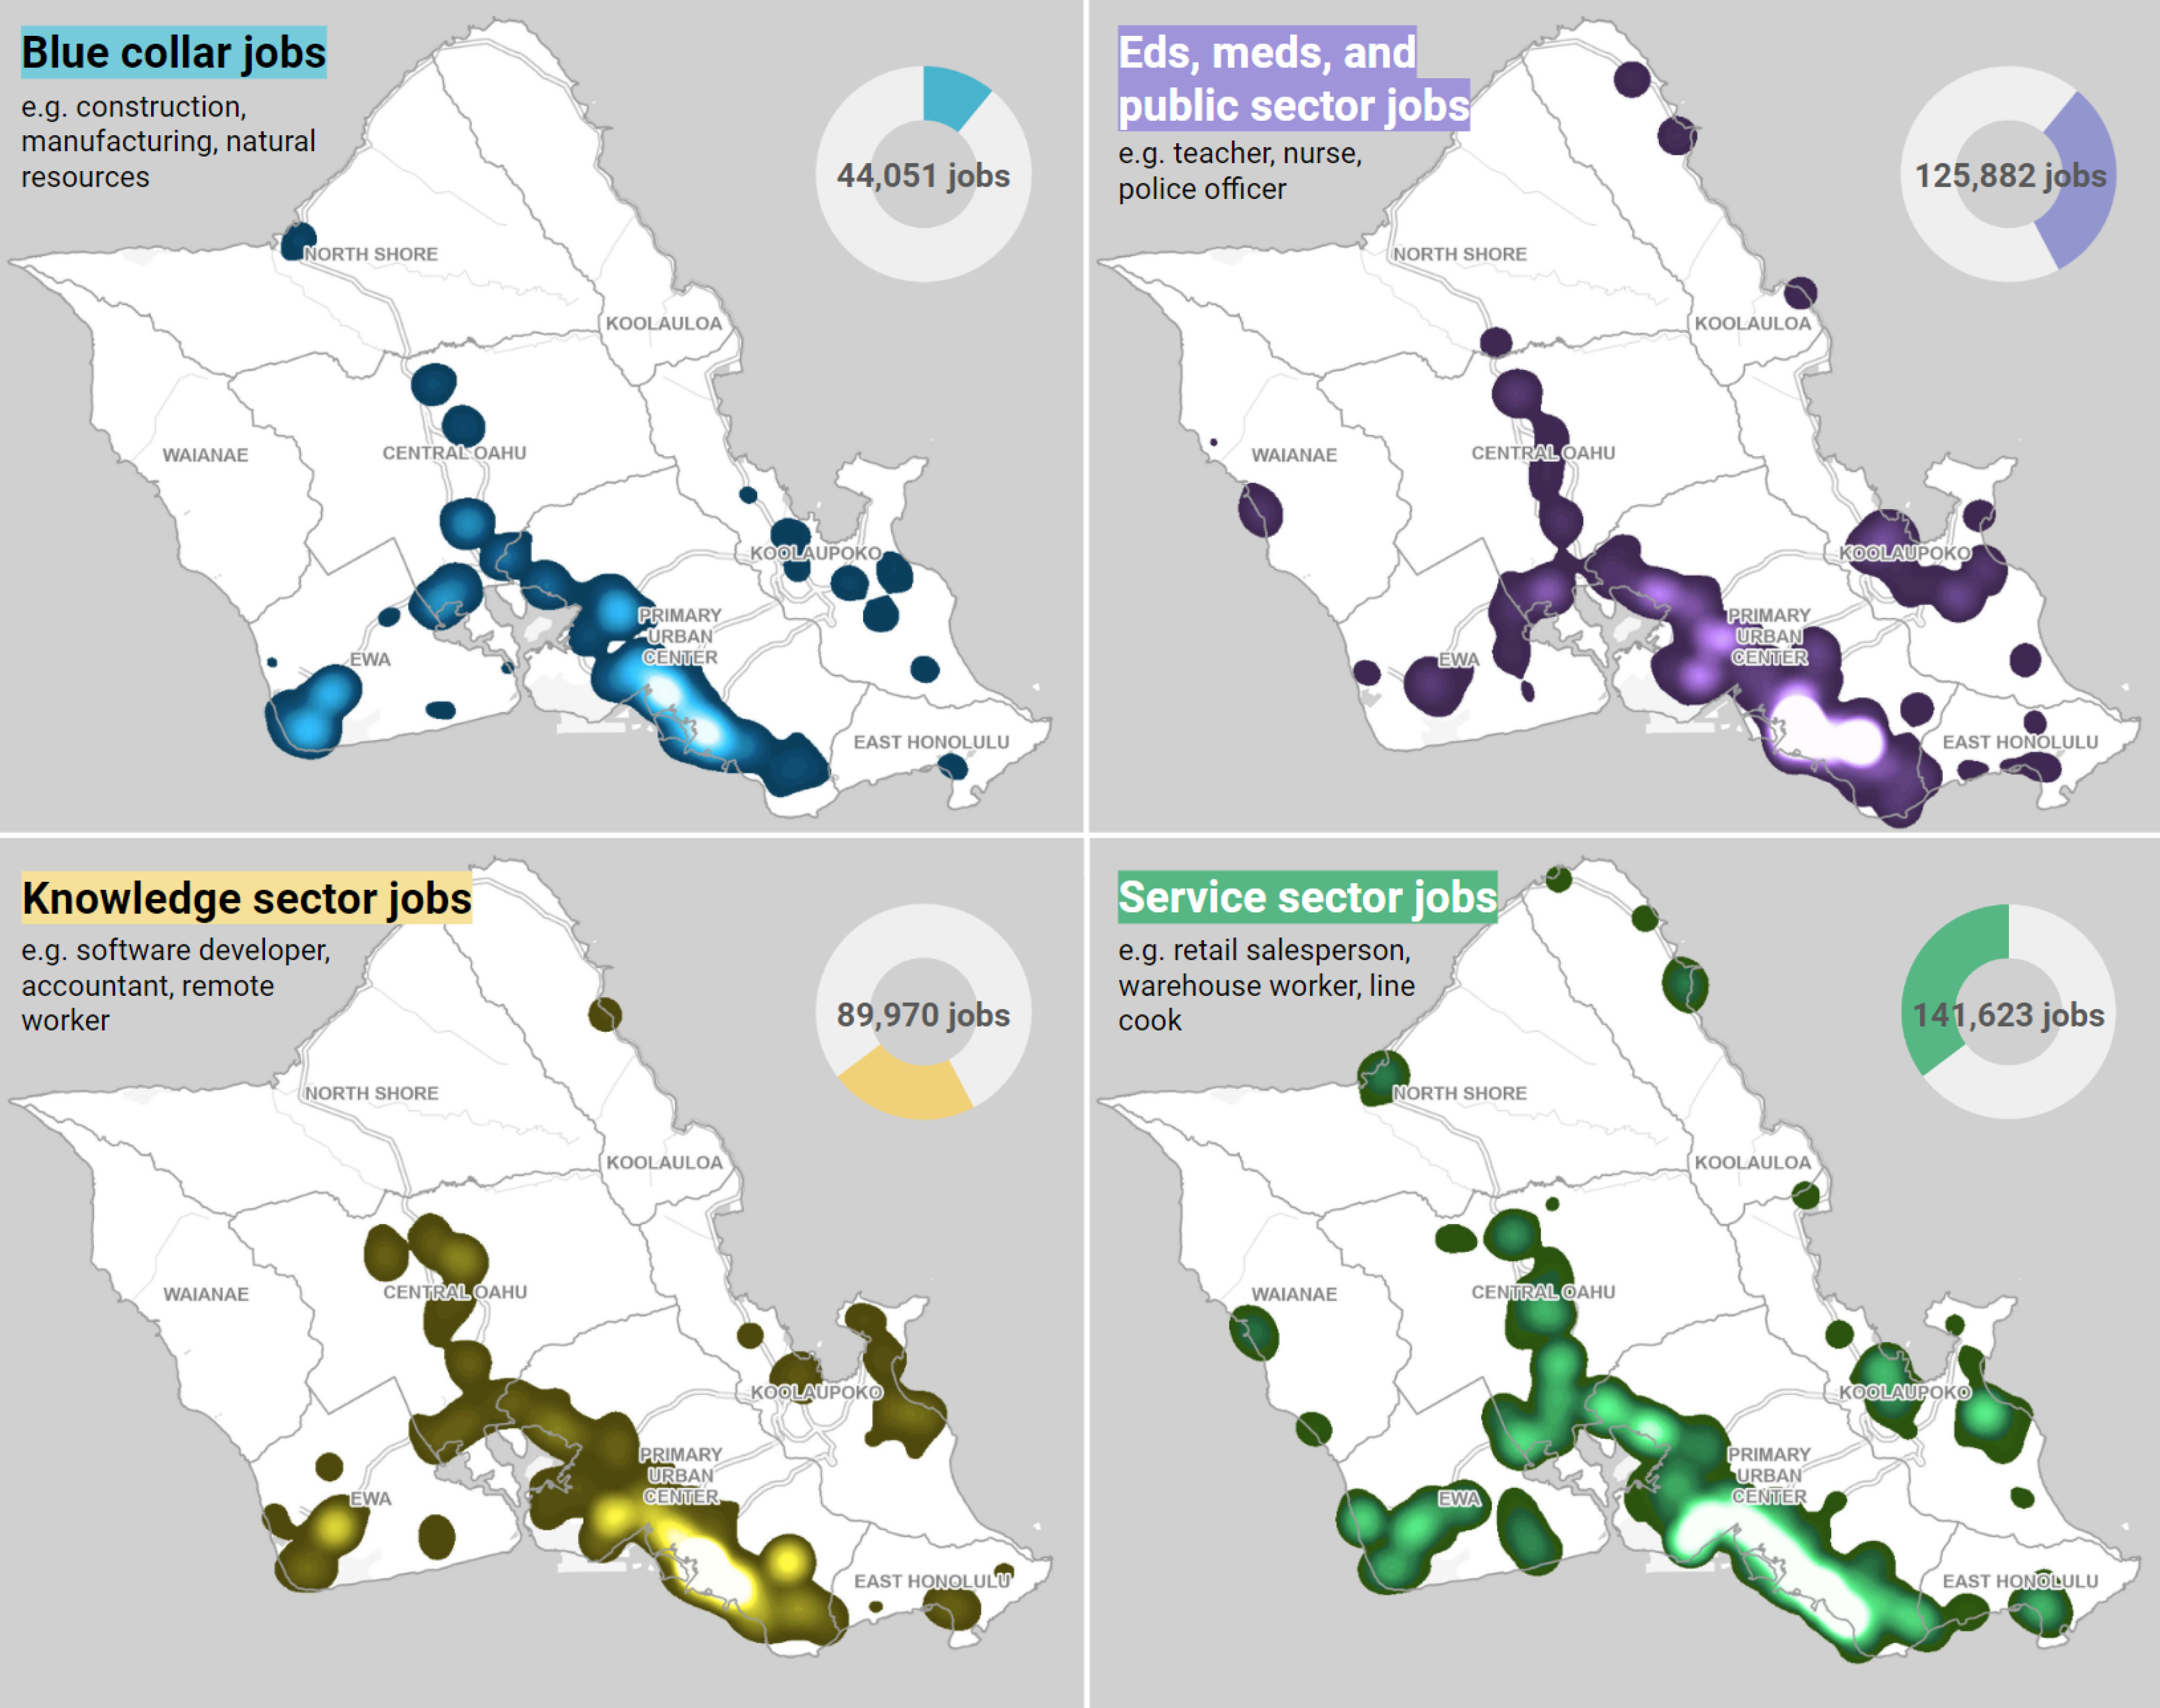 Blue collar jobs
e.g. construction,
manufacturing, natural
resources
44,051 jobs
NORTH SHORE
KOOLAULOA
WAIANAE
CENTRAL OAHU
KOOLAUPOKO
PRIMARY
URBAN
CENTER
EWA
EAST HONOLULU
Eds, meds, and
public sector jobs
e.g. teacher, nurse,
police officer
125,882 jobs
NORTH SHORE
KOOLAULOA
WAIANAE
CENTRAL OAHU
KOOLAUPOKO
PRIMARY
URBAN
CENTER
EWA
EAST HONOLULU
Knowledge sector jobs
e.g. software developer,
accountant, remote
worker
89,970 jobs
NORTH SHORE
KOOLAULOA
WAIANAE
CENTRAL OAHU
KOOLAUPOKO
PRIMARY
URBAN
CENTER
EWA
EAST HONOLULU
Service sector jobs
e.g. retail salesperson,
warehouse worker, line
cook
141,623 jobs
NORTH SHORE
KOOLAULOA
WAIANAE
CENTRAL OAHU
KOOLAUPOKO
PRIMARY
URBAN
CENTER
EWA
EAST HONOLULU